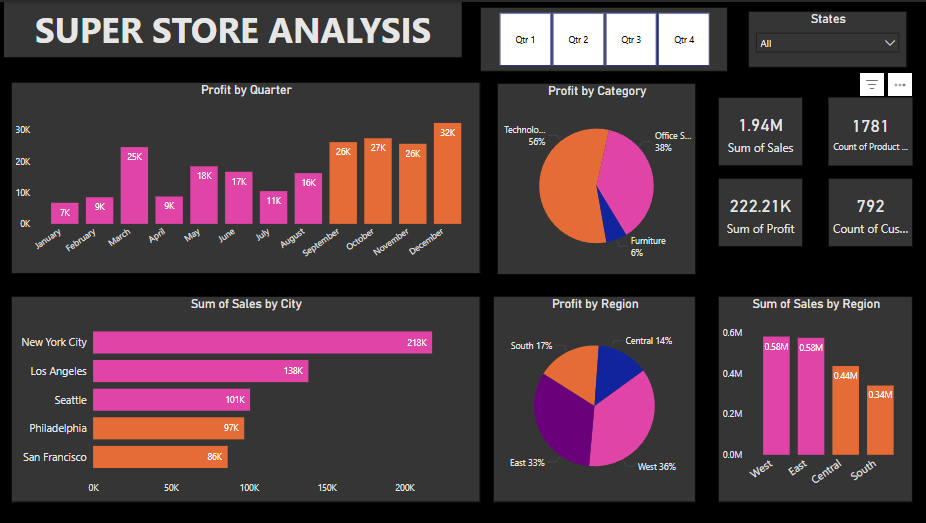 SUPER STORE ANALYSIS
Qtr 1
Qtr 2
Qtr 3
Qtr 4
States
All
Profit by Quarter
30K
20K
10K
0K
7K
9K
25K
9K
18K
17K
11K
16K
26K
27K
26K
32K
January
February
March
April
May
June
July
August
September
October
November
December
Profit by Category
Technolo...
56%
Office S...
38%
Furniture
6%
1.94M
Sum of Sales
1781
Count of Product ...
222.21K
Sum of Profit
792
Count of Cus...
Sum of Sales by City
New York City
218K
Los Angeles
138K
Seattle
101K
Philadelphia
97K
San Francisco
86K
0K
50K
100K
150K
200K
Profit by Region
South 17%
Central 14%
East 33%
West 36%
Sum of Sales by Region
0.6M
0.4M
0.2M
0.0M
0.58M
0.58M
0.44M
0.34M
West
East
Central
South